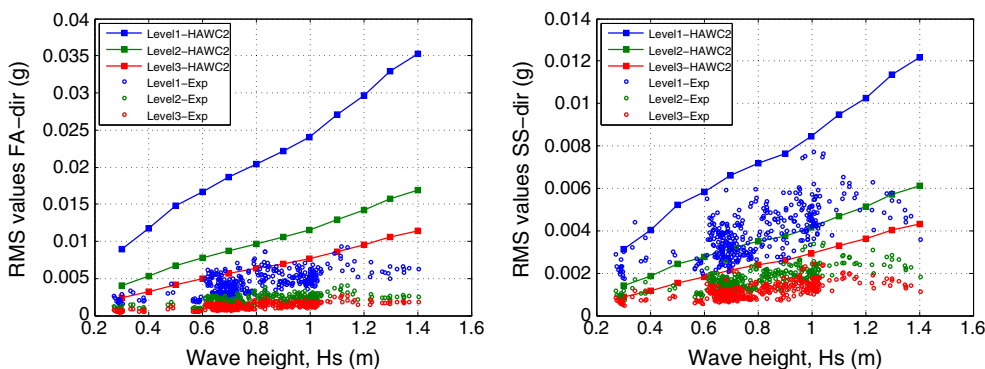 0.04
0.035
0.03
0.025
0.02
0.015
0.01
0.005
0
RMS values FA-dir (g)
Level1-HAWC2
Level2-HAWC2
Level3-HAWC2
Level1-Exp
Level2-Exp
Level3-Exp
0.2 0.4 0.6 0.8 1 1.2 1.4 1.6
Wave height, Hs (m)
0.014
0.012
0.01
0.008
0.006
0.004
0.002
0
RMS values SS-dir (g)
Level1-HAWC2
Level2-HAWC2
Level3-HAWC2
Level1-Exp
Level2-Exp
Level3-Exp
0.2 0.4 0.6 0.8 1 1.2 1.4 1.6
Wave height, Hs (m)